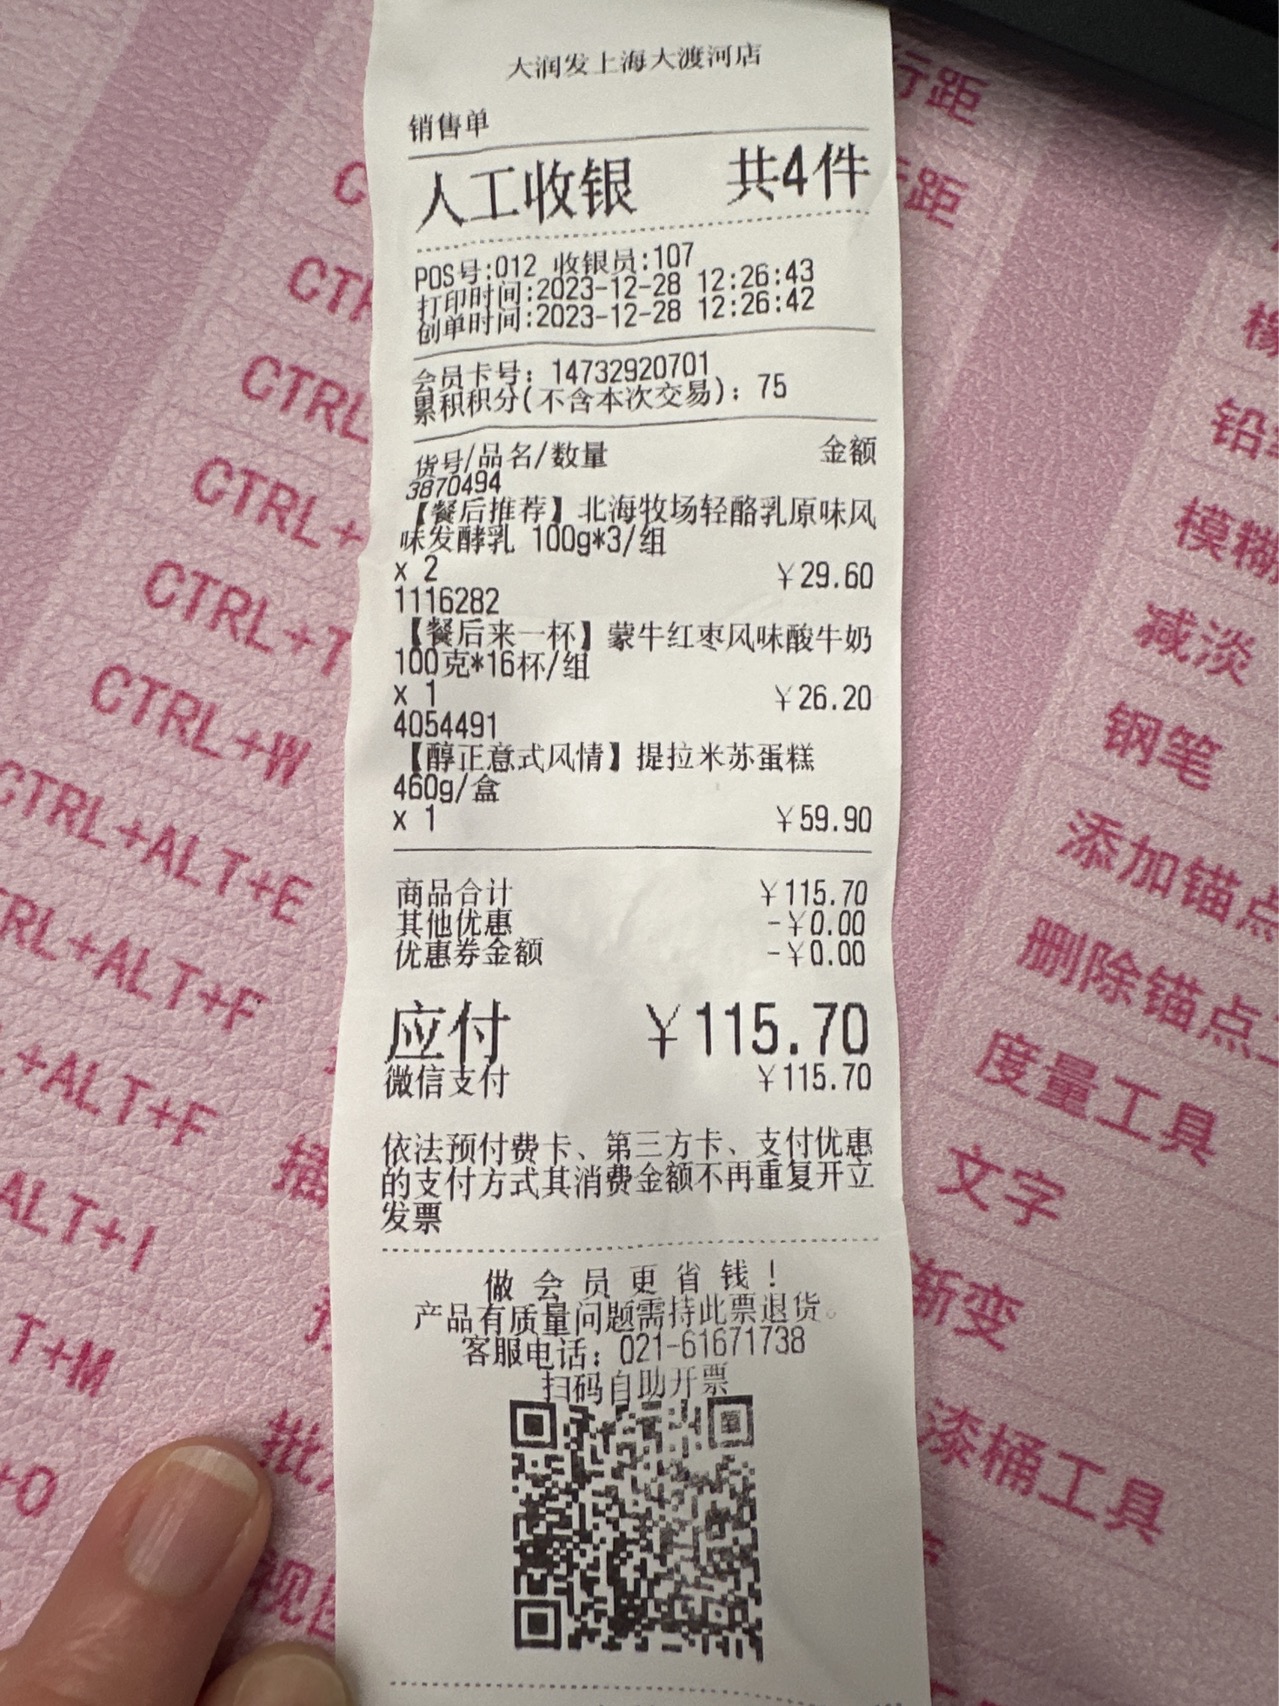 大润发上海大渡河店
销售单
人工收银 共4件
POS号:012 收银员:107
打印时间:2023-12-28 12:26:43
创单时间:2023-12-28 12:26:42
会员卡号: 14732920701
累积积分(不含本次交易): 75
货号/品名/数量 金额
3870494
【餐后推荐】北海牧场轻酪乳原味风
味发酵乳 100g*3/组
x 2 ￥29.60
1116282
【餐后来一杯】蒙牛红枣风味酸牛奶
100克*16杯/组
x 1 ￥26.20
4054491
【醇正意式风情】提拉米苏蛋糕
460g/盒
x 1 ￥59.90
商品合计 ￥115.70
其他优惠 -￥0.00
优惠券金额 -￥0.00
应付 ￥115.70
微信支付 ￥115.70
依法预付费卡、第三方卡、支付优惠
的支付方式其消费金额不再重复开立
发票
做会员更省钱!
产品有质量问题需持此票退货。
客服电话: 021-61671738
扫码自助开票
CTRL+T
CTRL+W
CTRL+ALT+E
CTRL+ALT+F
+ALT+F
ALT+I
T+M
+O
行距
距
减淡
钢笔
添加锚点
删除锚点
度量工具
文字
渐变
漆桶工具